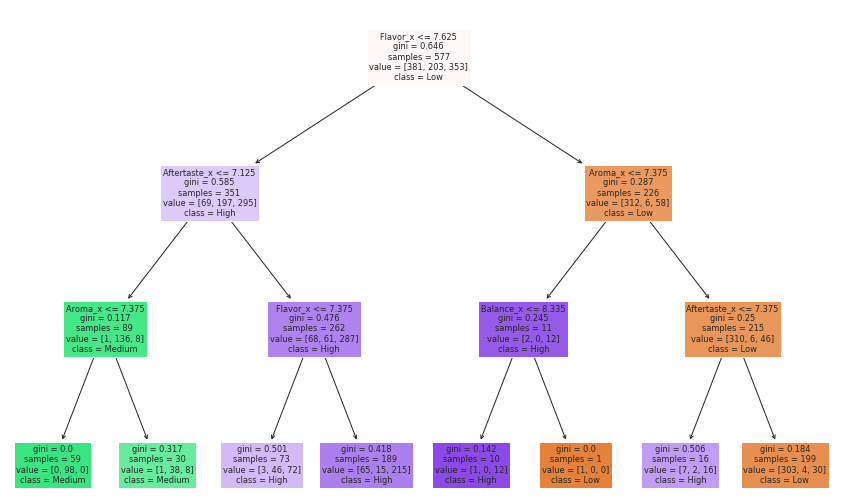 Flavor_x <= 7.625
gini = 0.646
samples = 577
value = [381, 203, 353]
class = Low
Aftertaste_x <= 7.125
gini = 0.585
samples = 351
value = [69, 197, 295]
class = High
Aroma_x <= 7.375
gini = 0.287
samples = 226
value = [312, 6, 58]
class = Low
Aroma_x <= 7.375
gini = 0.117
samples = 89
value = [1, 136, 8]
class = Medium
Flavor_x <= 7.375
gini = 0.476
samples = 262
value = [68, 61, 287]
class = High
Balance_x <= 8.335
gini = 0.245
samples = 11
value = [2, 0, 12]
class = High
Aftertaste_x <= 7.375
gini = 0.25
samples = 215
value = [310, 6, 46]
class = Low
gini = 0.0
samples = 59
value = [0, 98, 0]
class = Medium
gini = 0.317
samples = 30
value = [1, 38, 8]
class = Medium
gini = 0.501
samples = 73
value = [3, 46, 72]
class = High
gini = 0.418
samples = 189
value = [65, 15, 215]
class = High
gini = 0.142
samples = 10
value = [1, 0, 12]
class = High
gini = 0.0
samples = 1
value = [1, 0, 0]
class = Low
gini = 0.506
samples = 16
value = [7, 2, 16]
class = High
gini = 0.184
samples = 199
value = [303, 4, 30]
class = Low